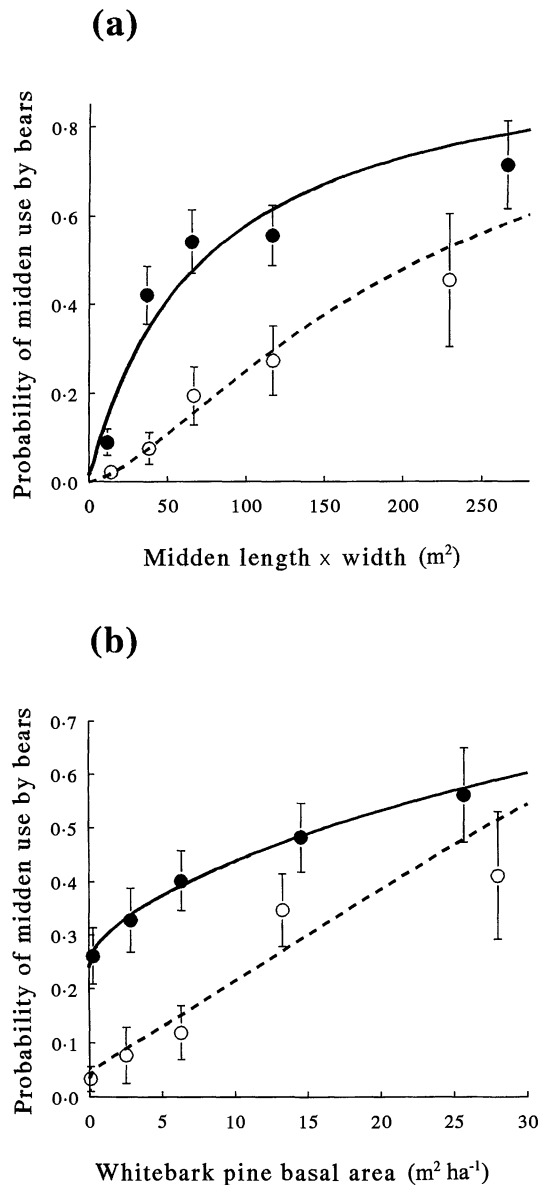 (a)
Probability of midden use by bears
0·8
0·6
0·4
0·2
0·0
0 50 100 150 200 250
Midden length × width (m²)
(b)
Probability of midden use by bears
0·7
0·6
0·5
0·4
0·3
0·2
0·1
0·0
0 5 10 15 20 25 30
Whitebark pine basal area (m² ha⁻¹)